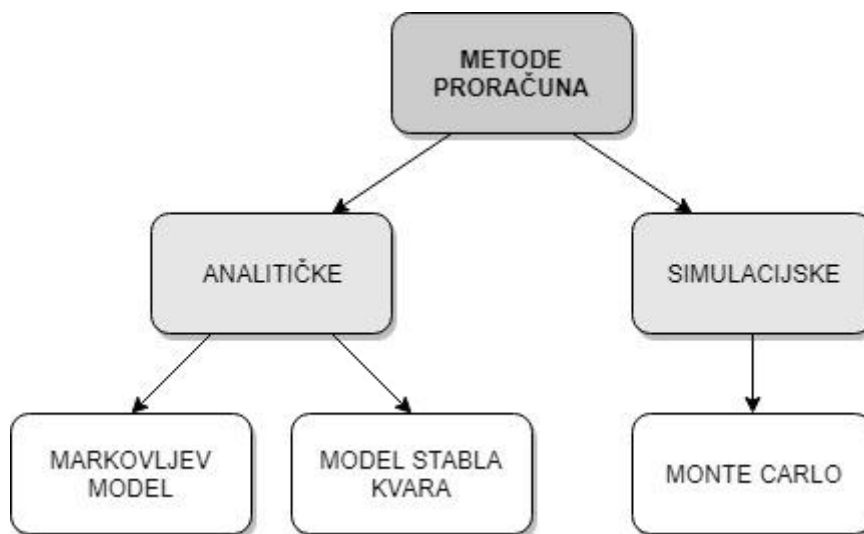 METODE
PRORAČUNA
ANALITIČKE
SIMULACIJSKE
MARKOVLJEV
MODEL
MODEL STABLA
KVARA
MONTE CARLO